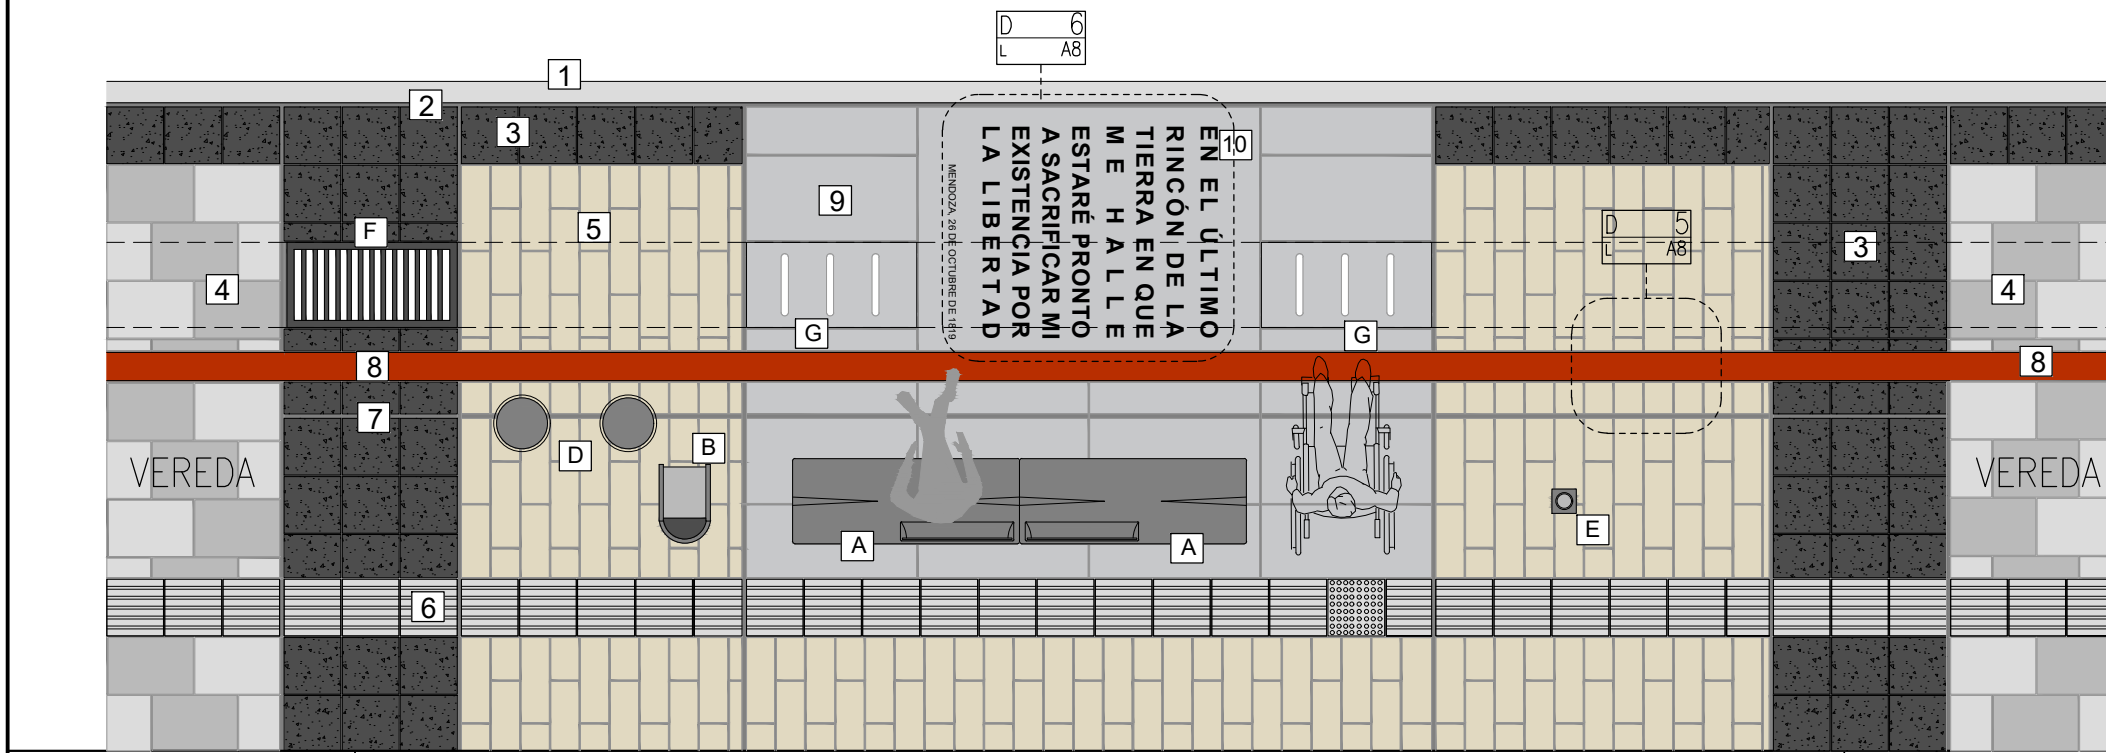 D 6
L A8
1
2
3
10
EN EL ÚLTIMO
RINCÓN DE LA
TIERRA EN QUE
ME HALLE
ESTARÉ PRONTO
A SACRIFICAR MI
EXISTENCIA POR
LA LIBERTAD
MENDOZA, 26 DE OCTUBRE DE 1819
9
5
F
4
D 5
L A8
3
4
G
G
8
8
7
B
D
VEREDA
VEREDA
E
A
A
6